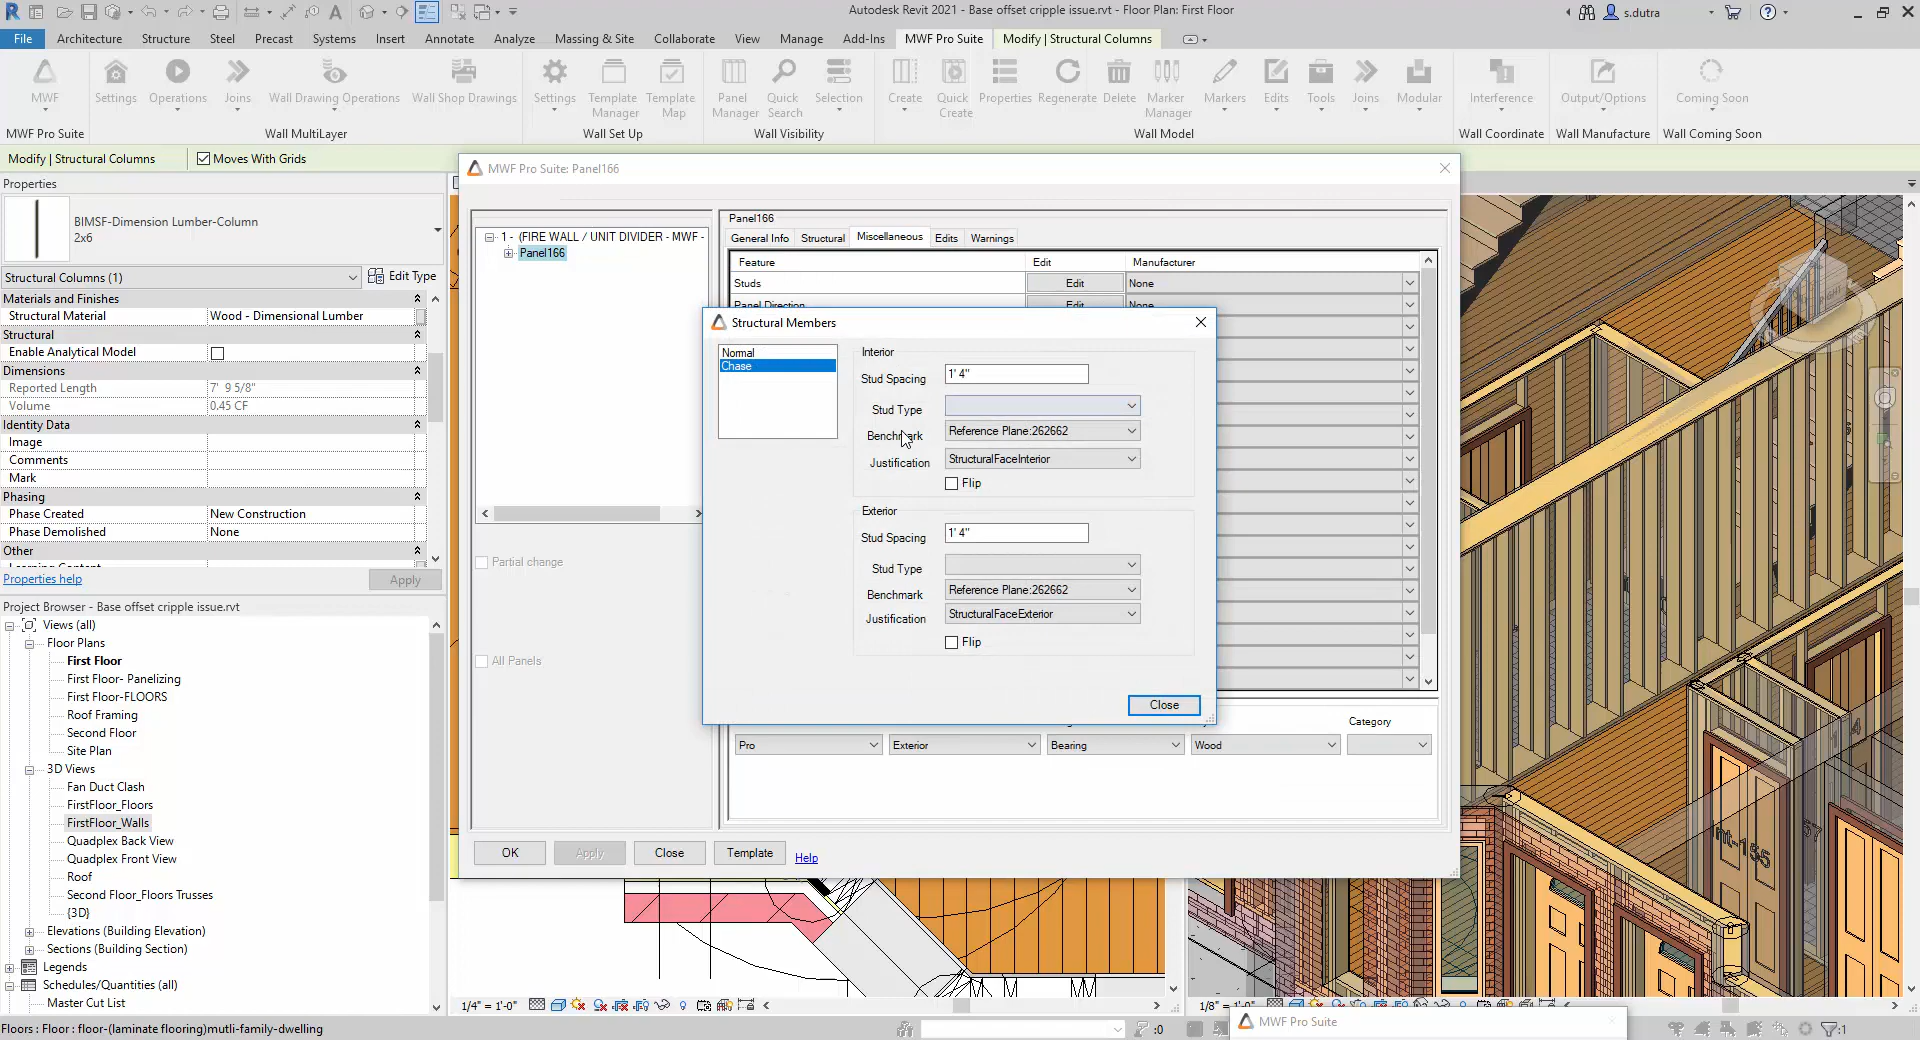 Autodesk Revit 2021 - Base offset cripple issue.rvt - Floor Plan: First Floor
s.dutra
File Architecture Structure Steel Precast Systems Insert Annotate Analyze Massing & Site Collaborate View Manage Add-Ins MWF Pro Suite Modify | Structural Columns
MWF Settings Operations Joins Wall Drawing Operations Wall Shop Drawings Settings Template Manager Template Map Panel Manager Quick Search Selection Create Quick Create Properties Regenerate Delete Marker Manager Markers Edits Tools Joins Modular Interference Output/Options Coming Soon
MWF Pro Suite Wall MultiLayer Wall Set Up Wall Visibility Wall Model Wall Coordinate Wall Manufacture Wall Coming Soon
Modify | Structural Columns Moves With Grids
Properties
BIMSF-Dimension Lumber-Column
2x6
Structural Columns (1) Edit Type
Materials and Finishes
Structural Material Wood - Dimensional Lumber
Structural
Enable Analytical Model
Dimensions
Reported Length 7' 9 5/8"
Volume 0.45 CF
Identity Data
Image
Comments
Mark
Phasing
Phase Created New Construction
Phase Demolished None
Other
Properties help Apply
Project Browser - Base offset cripple issue.rvt
Views (all)
Floor Plans
First Floor
First Floor- Panelizing
First Floor-FLOORS
Roof Framing
Second Floor
Site Plan
3D Views
Fan Duct Clash
FirstFloor_Floors
FirstFloor_Walls
Quadplex Back View
Quadplex Front View
Roof
Second Floor_Floors Trusses
{3D}
Elevations (Building Elevation)
Sections (Building Section)
Legends
Schedules/Quantities (all)
Master Cut List
MWF Pro Suite: Panel166
1 - (FIRE WALL / UNIT DIVIDER - MWF -
Panel166
Partial change
All Panels
Panel166
General Info Structural Miscellaneous Edits Warnings
Feature Edit Manufacturer
Studs Edit None
Panel Direction Edit None
Structural Members
Normal
Chase
Interior
Stud Spacing 1' 4"
Stud Type
Benchmark Reference Plane:262662
Justification StructuralFaceInterior
Flip
Exterior
Stud Spacing 1' 4"
Stud Type
Benchmark Reference Plane:262662
Justification StructuralFaceExterior
Flip
Close
Category
Pro Exterior Bearing Wood
OK Apply Close Template Help
1/4" = 1'-0"
1/8" = 1'-0"
Floors : Floor : floor-(laminate flooring)mutli-family-dwelling
:0
MWF Pro Suite
:1